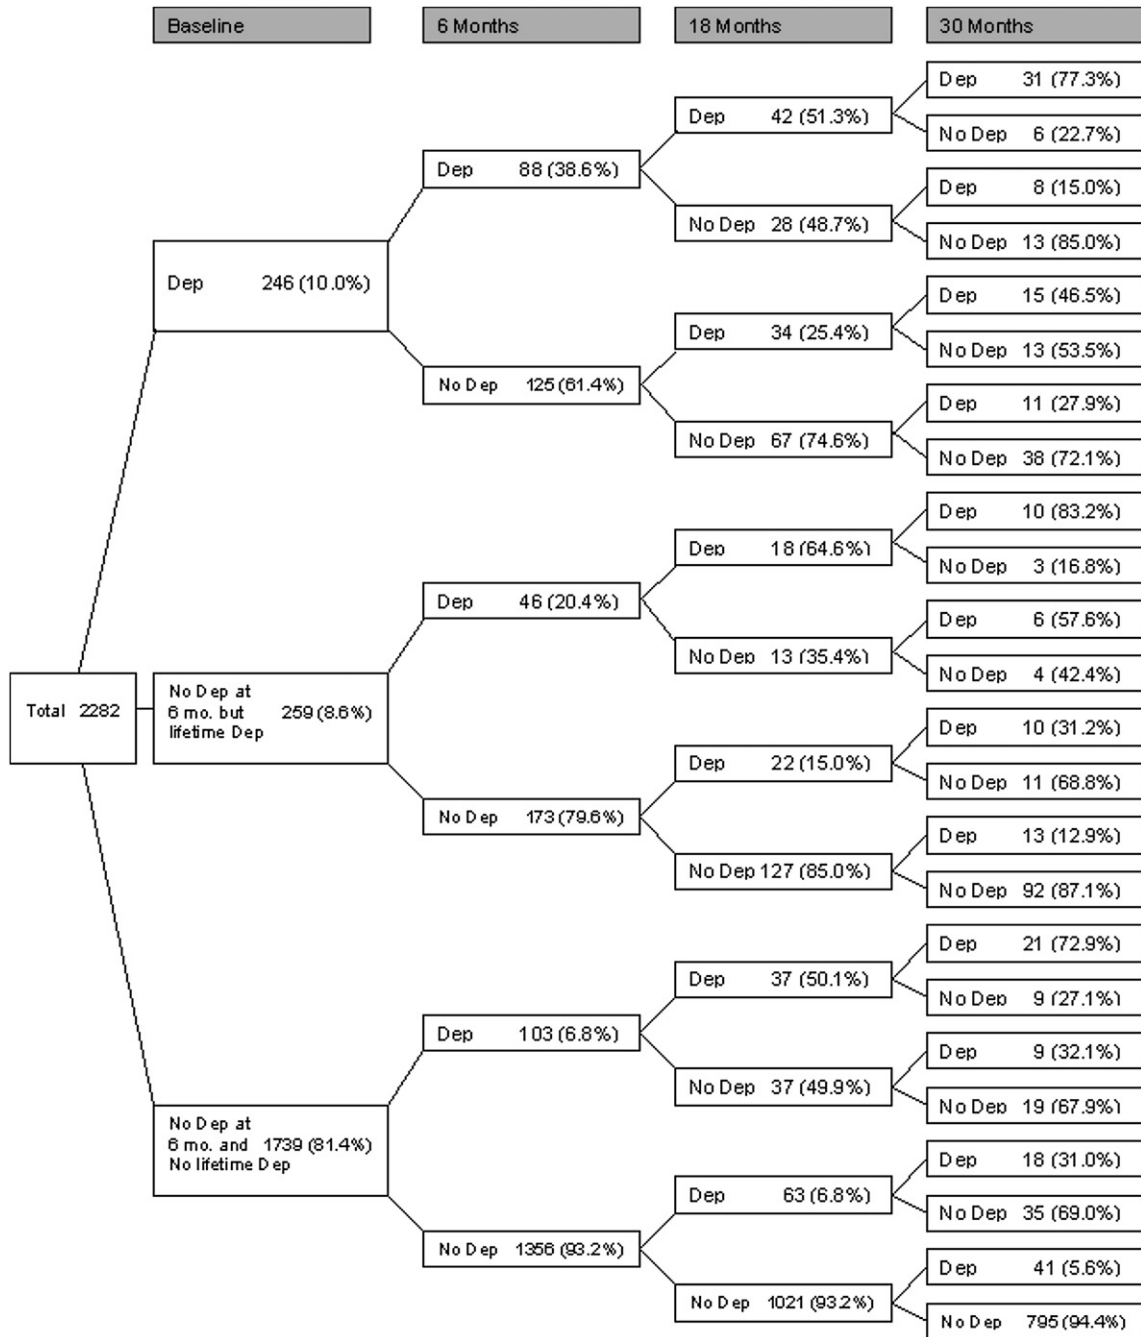 Baseline 6 Months 18 Months 30 Months
Dep 31 (77.3%)
Dep 42 (51.3%)
No Dep 6 (22.7%)
Dep 88 (38.6%)
Dep 8 (15.0%)
No Dep 28 (48.7%)
No Dep 13 (85.0%)
Dep 246 (10.0%)
Dep 15 (46.5%)
Dep 34 (25.4%)
No Dep 13 (53.5%)
No Dep 125 (61.4%)
Dep 11 (27.9%)
No Dep 67 (74.6%)
No Dep 38 (72.1%)
Dep 10 (83.2%)
Dep 18 (64.6%)
No Dep 3 (16.8%)
Dep 46 (20.4%)
Dep 6 (57.6%)
No Dep 13 (35.4%)
No Dep 4 (42.4%)
Total 2282
No Dep at
6 mo. but 259 (8.6%)
lifetime Dep
Dep 10 (31.2%)
Dep 22 (15.0%)
No Dep 11 (68.8%)
No Dep 173 (79.6%)
Dep 13 (12.9%)
No Dep 127 (85.0%)
No Dep 92 (87.1%)
Dep 21 (72.9%)
Dep 37 (50.1%)
No Dep 9 (27.1%)
Dep 103 (6.8%)
Dep 9 (32.1%)
No Dep 37 (49.9%)
No Dep 19 (67.9%)
No Dep at
6 mo. and 1739 (81.4%)
No lifetime Dep
Dep 18 (31.0%)
Dep 63 (6.8%)
No Dep 35 (69.0%)
No Dep 1356 (93.2%)
Dep 41 (5.6%)
No Dep 1021 (93.2%)
No Dep 795 (94.4%)